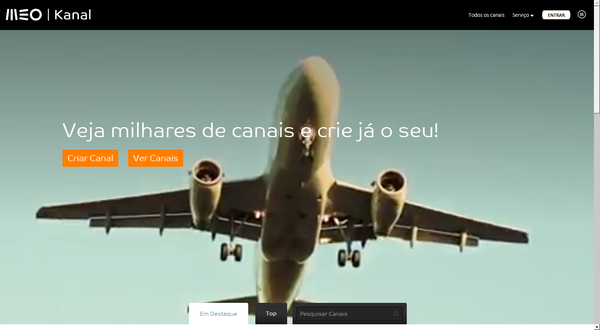 MEO | Kanal
Todos os canais
Serviço
ENTRAR
Veja milhares de canais e crie já o seu!
Criar Canal
Ver Canais
Em Destaque
Top
Pesquisar Canais